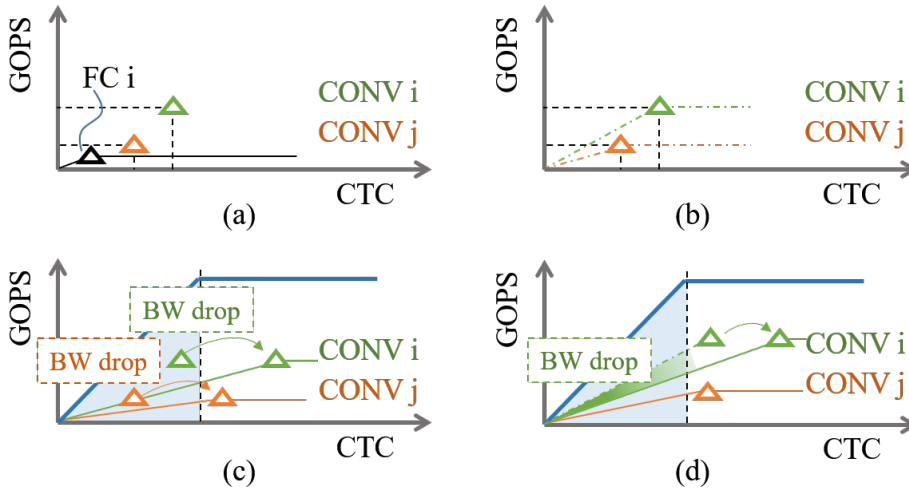 GOPS
FC i
CONV i
CONV j
CTC
(a)
GOPS
CONV i
CONV j
CTC
(b)
GOPS
BW drop
BW drop
CONV i
CONV j
CTC
(c)
GOPS
BW drop
CONV i
CONV j
CTC
(d)